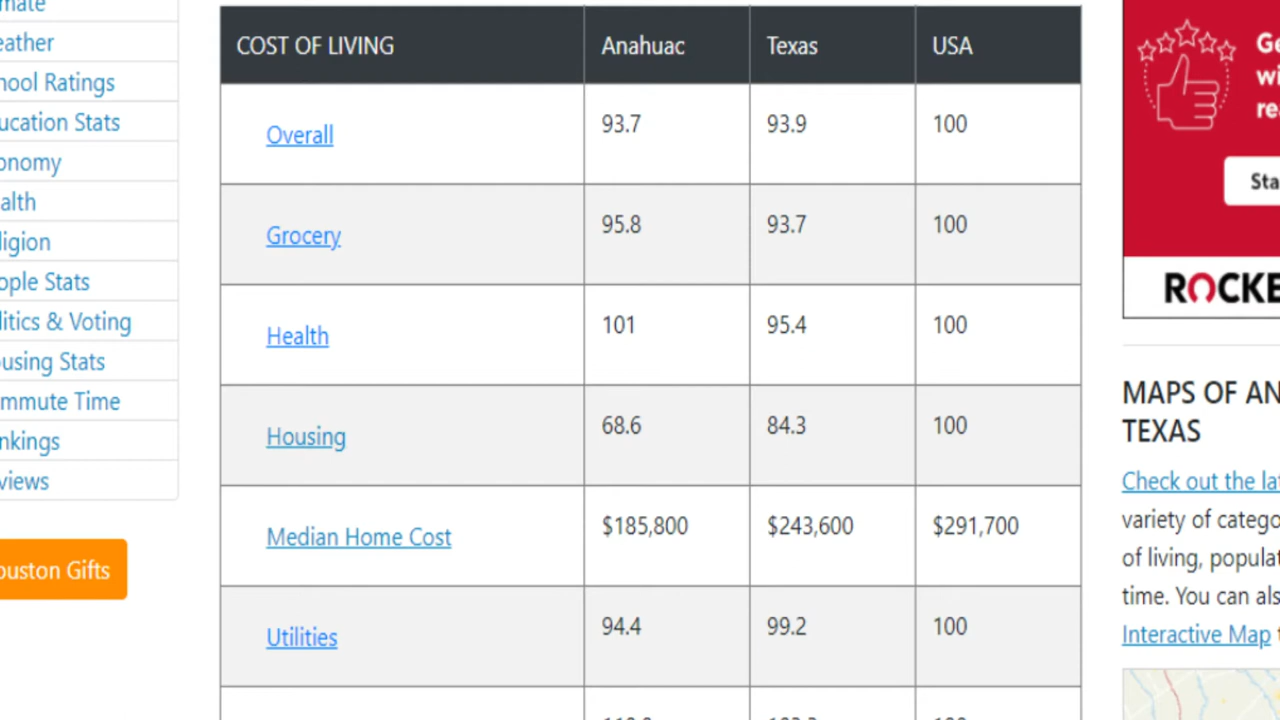 COST OF LIVING Anahuac Texas USA
Overall 93.7 93.9 100
Grocery 95.8 93.7 100
Health 101 95.4 100
Housing 68.6 84.3 100
Median Home Cost $185,800 $243,600 $291,700
Utilities 94.4 99.2 100
mate
eather
hool Ratings
ucation Stats
onomy
alth
ligion
ople Stats
litics & Voting
using Stats
mmute Time
nkings
views
ouston Gifts
Ge
wi
rea
Sta
ROCKE
MAPS OF AN
TEXAS
Check out the lat
variety of catego
of living, populat
time. You can als
Interactive Map t